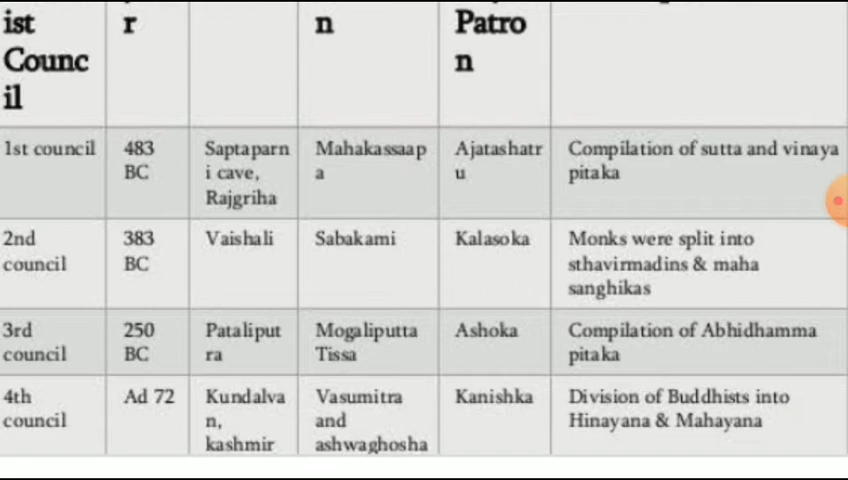 ist
Counc
il
r
n
Patro
n
1st council
483
BC
Saptaparn
i cave,
Rajgriha
Mahakassaap
a
Ajatashatr
u
Compilation of sutta and vinaya
pitaka
2nd
council
383
BC
Vaishali
Sabakami
Kalasoka
Monks were split into
sthavirmadins & maha
sanghikas
3rd
council
250
BC
Pataliput
ra
Mogaliputta
Tissa
Ashoka
Compilation of Abhidhamma
pitaka
4th
council
Ad 72
Kundalva
n,
kashmir
Vasumitra
and
ashwaghosha
Kanishka
Division of Buddhists into
Hinayana & Mahayana